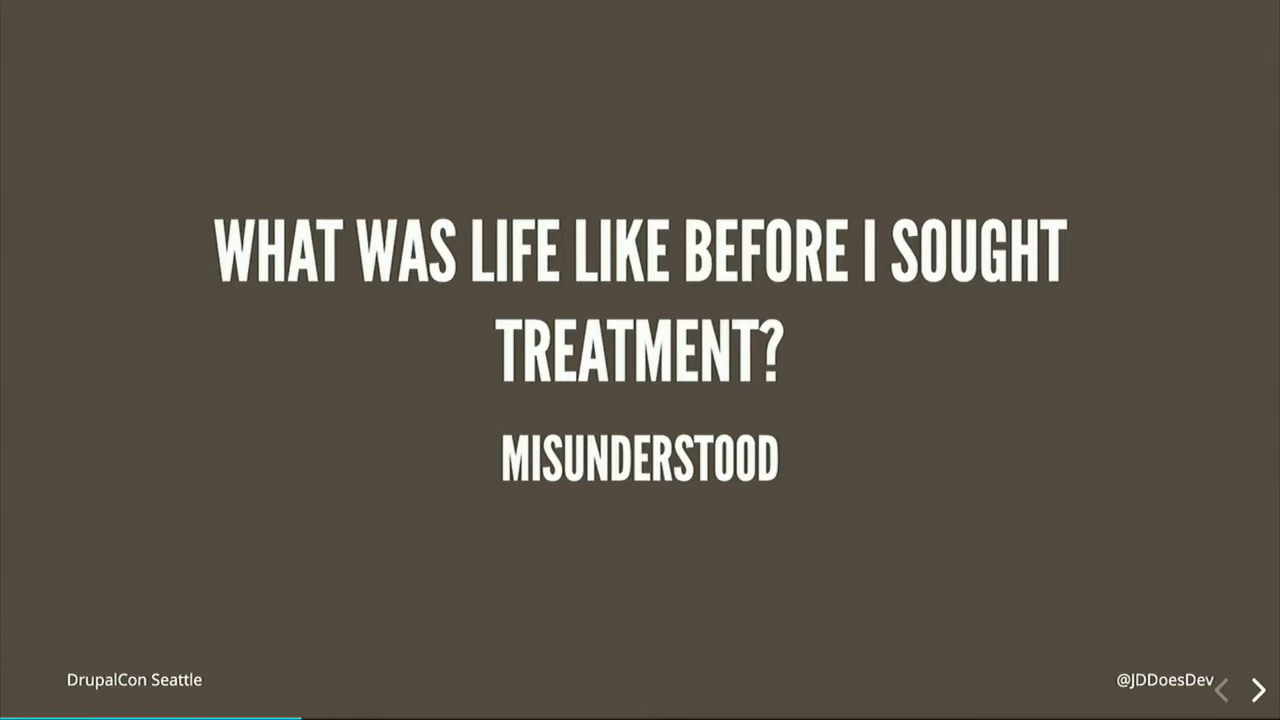 WHAT WAS LIFE LIKE BEFORE I SOUGHT
TREATMENT?
MISUNDERSTOOD
DrupalCon Seattle
@JDDoesDev